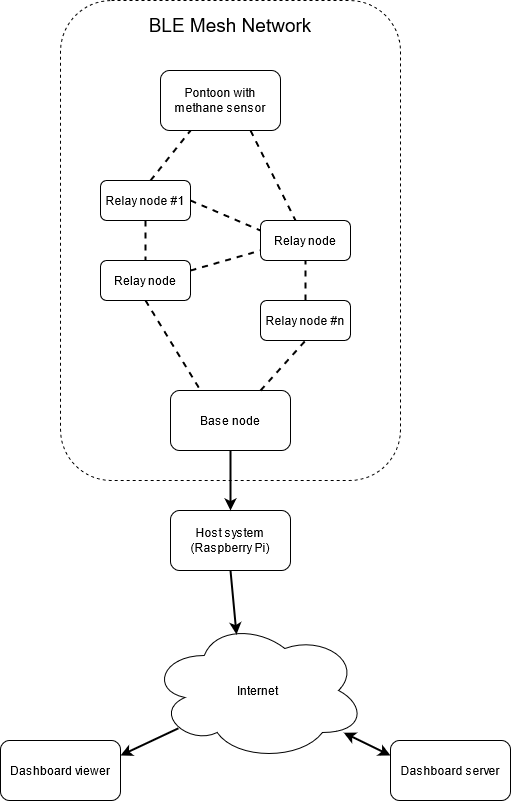 BLE Mesh Network
Pontoon with
methane sensor
Relay node #1
Relay node
Relay node
Relay node #n
Base node
Host system
(Raspberry Pi)
Internet
Dashboard viewer
Dashboard server